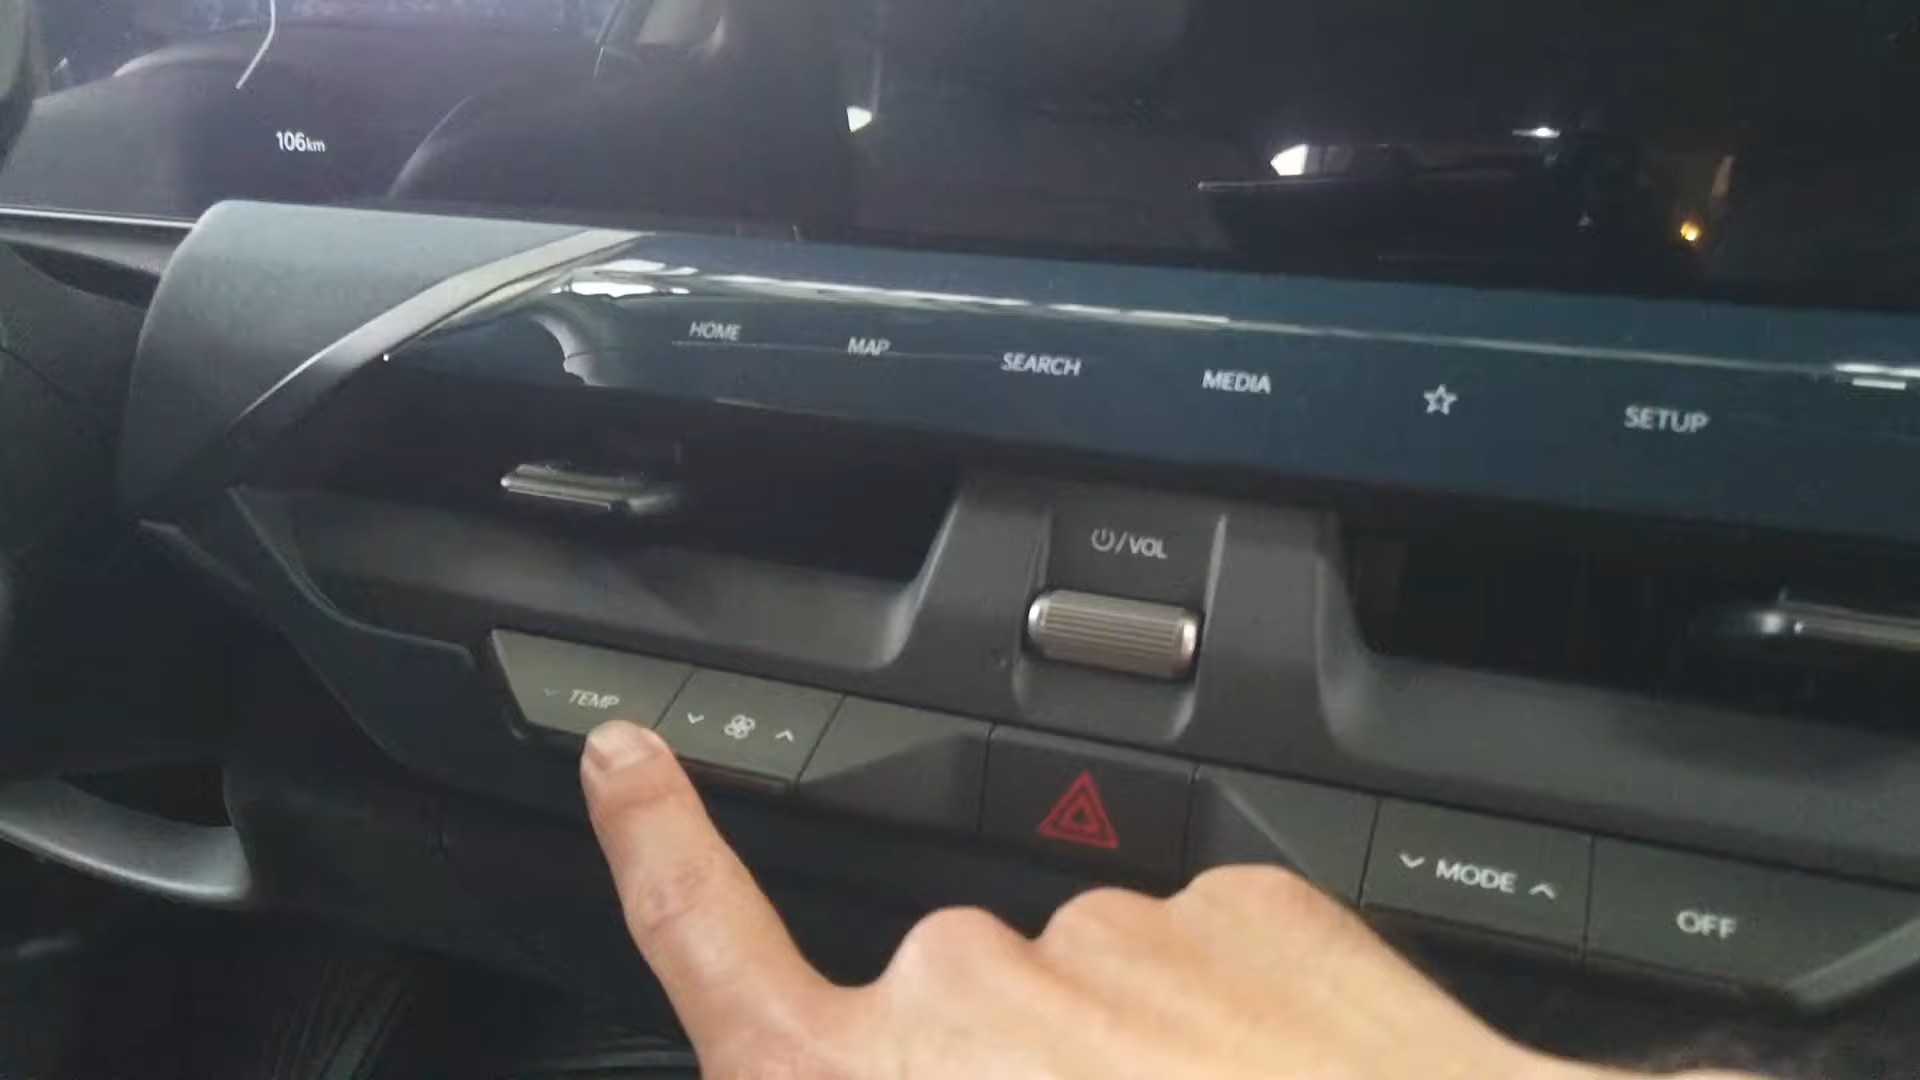 106km
HOME
MAP
SEARCH
MEDIA
SETUP
/VOL
TEMP
MODE
OFF